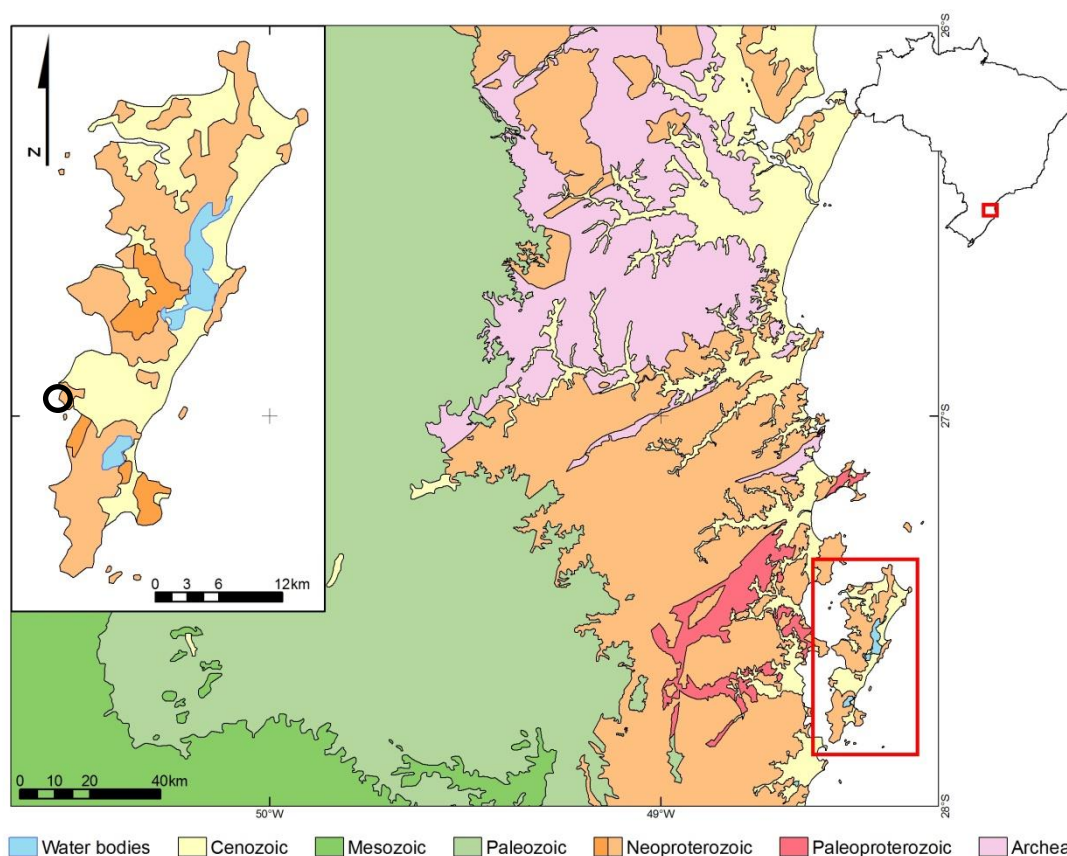 26°S
N
27°S
0 3 6 12km
0 10 20 40km
50°W
49°W
28°S
Water bodies Cenozoic Mesozoic Paleozoic Neoproterozoic Paleoproterozoic Archea